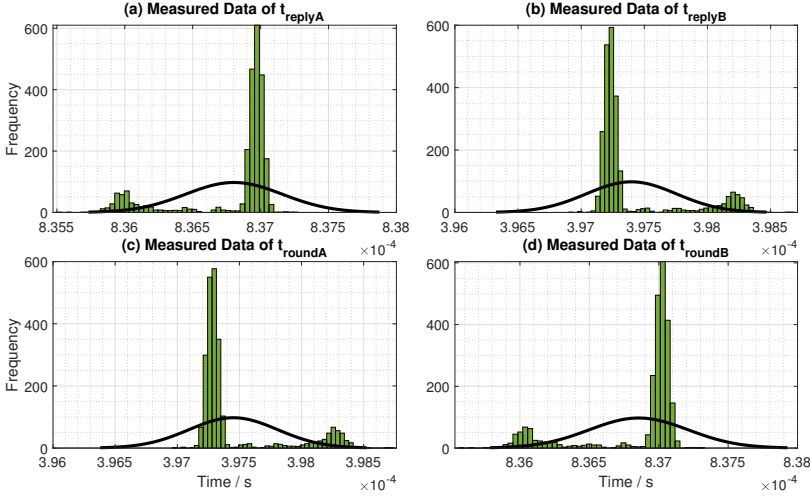 (a) Measured Data of t_replyA
(b) Measured Data of t_replyB
Frequency
600
400
200
0
8.355 8.36 8.365 8.37 8.375 8.38
×10^-4
600
400
200
0
3.96 3.965 3.97 3.975 3.98 3.985
×10^-4
(c) Measured Data of t_roundA
(d) Measured Data of t_roundB
Frequency
600
400
200
0
3.96 3.965 3.97 3.975 3.98 3.985
Time / s
×10^-4
600
400
200
0
8.36 8.365 8.37 8.375 8.38
Time / s
×10^-4